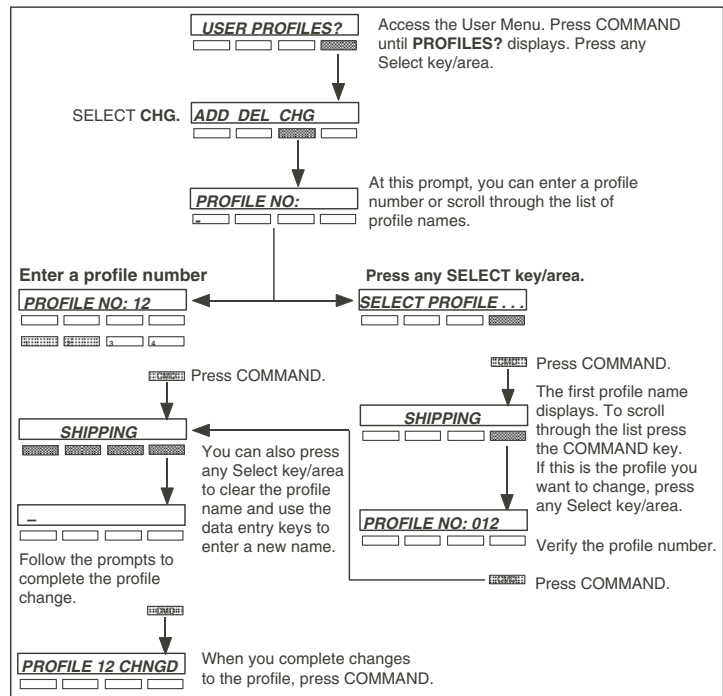 USER PROFILES?
Access the User Menu. Press COMMAND
until PROFILES? displays. Press any
Select key/area.
SELECT CHG.
ADD DEL CHG
PROFILE NO:
_
At this prompt, you can enter a profile
number or scroll through the list of
profile names.
Enter a profile number
PROFILE NO: 12
1 2 3 4
CMD Press COMMAND.
SHIPPING
You can also press
any Select key/area
to clear the profile
name and use the
data entry keys to
enter a new name.
_
Follow the prompts to
complete the profile
change.
CMD
PROFILE 12 CHNGD
When you complete changes
to the profile, press COMMAND.
Press any SELECT key/area.
SELECT PROFILE . . .
CMD Press COMMAND.
SHIPPING
The first profile name
displays. To scroll
through the list press
the COMMAND key.
If this is the profile you
want to change, press
any Select key/area.
PROFILE NO: 012
Verify the profile number.
CMD Press COMMAND.